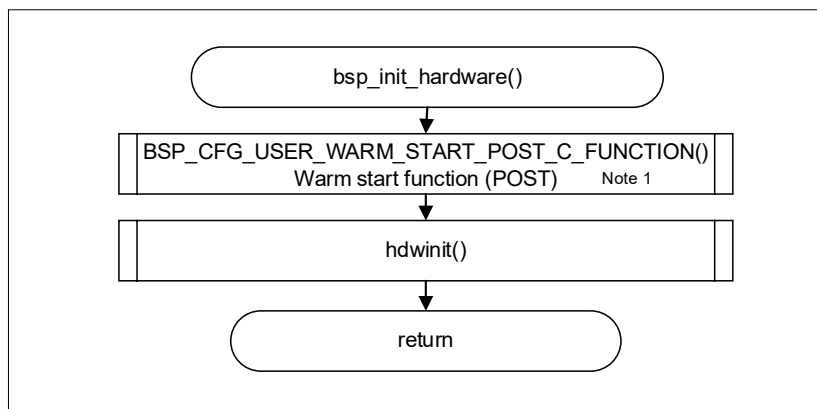 bsp_init_hardware()
BSP_CFG_USER_WARM_START_POST_C_FUNCTION()
Warm start function (POST) Note 1
hdwinit()
return